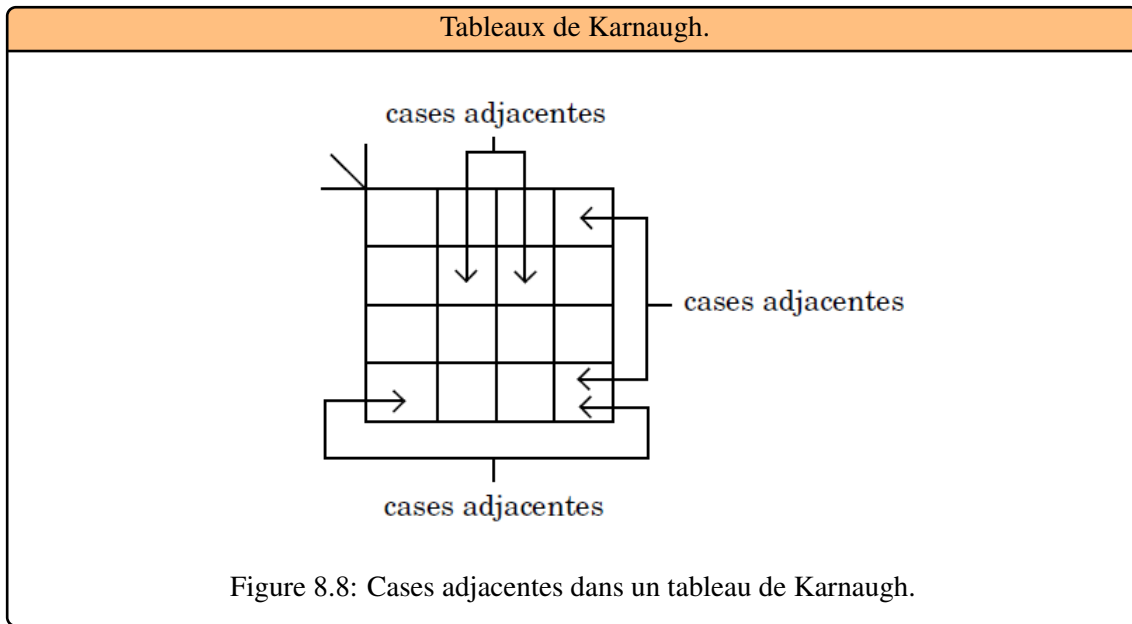 Tableaux de Karnaugh.
cases adjacentes
cases adjacentes
cases adjacentes
Figure 8.8: Cases adjacentes dans un tableau de Karnaugh.